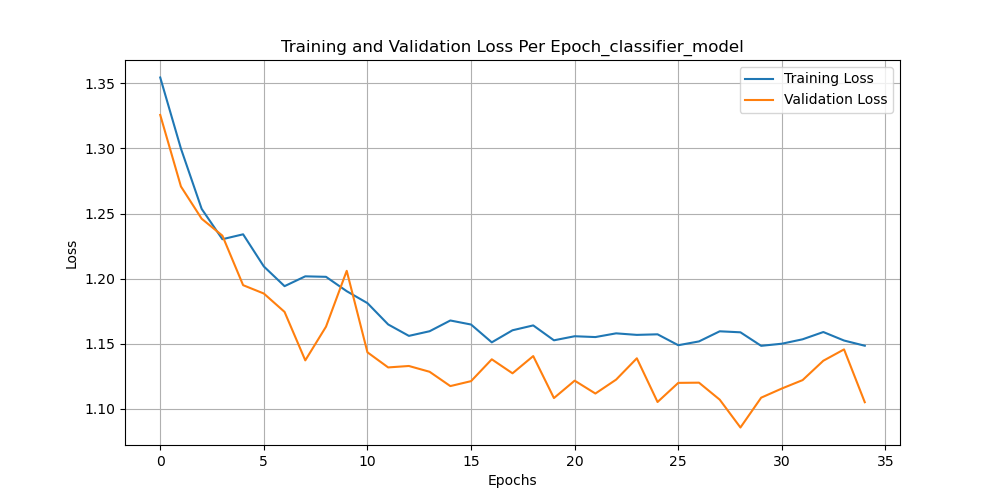 Training and Validation Loss Per Epoch_classifier_model
Training Loss
Validation Loss
Loss
1.35
1.30
1.25
1.20
1.15
1.10
0 5 10 15 20 25 30 35
Epochs